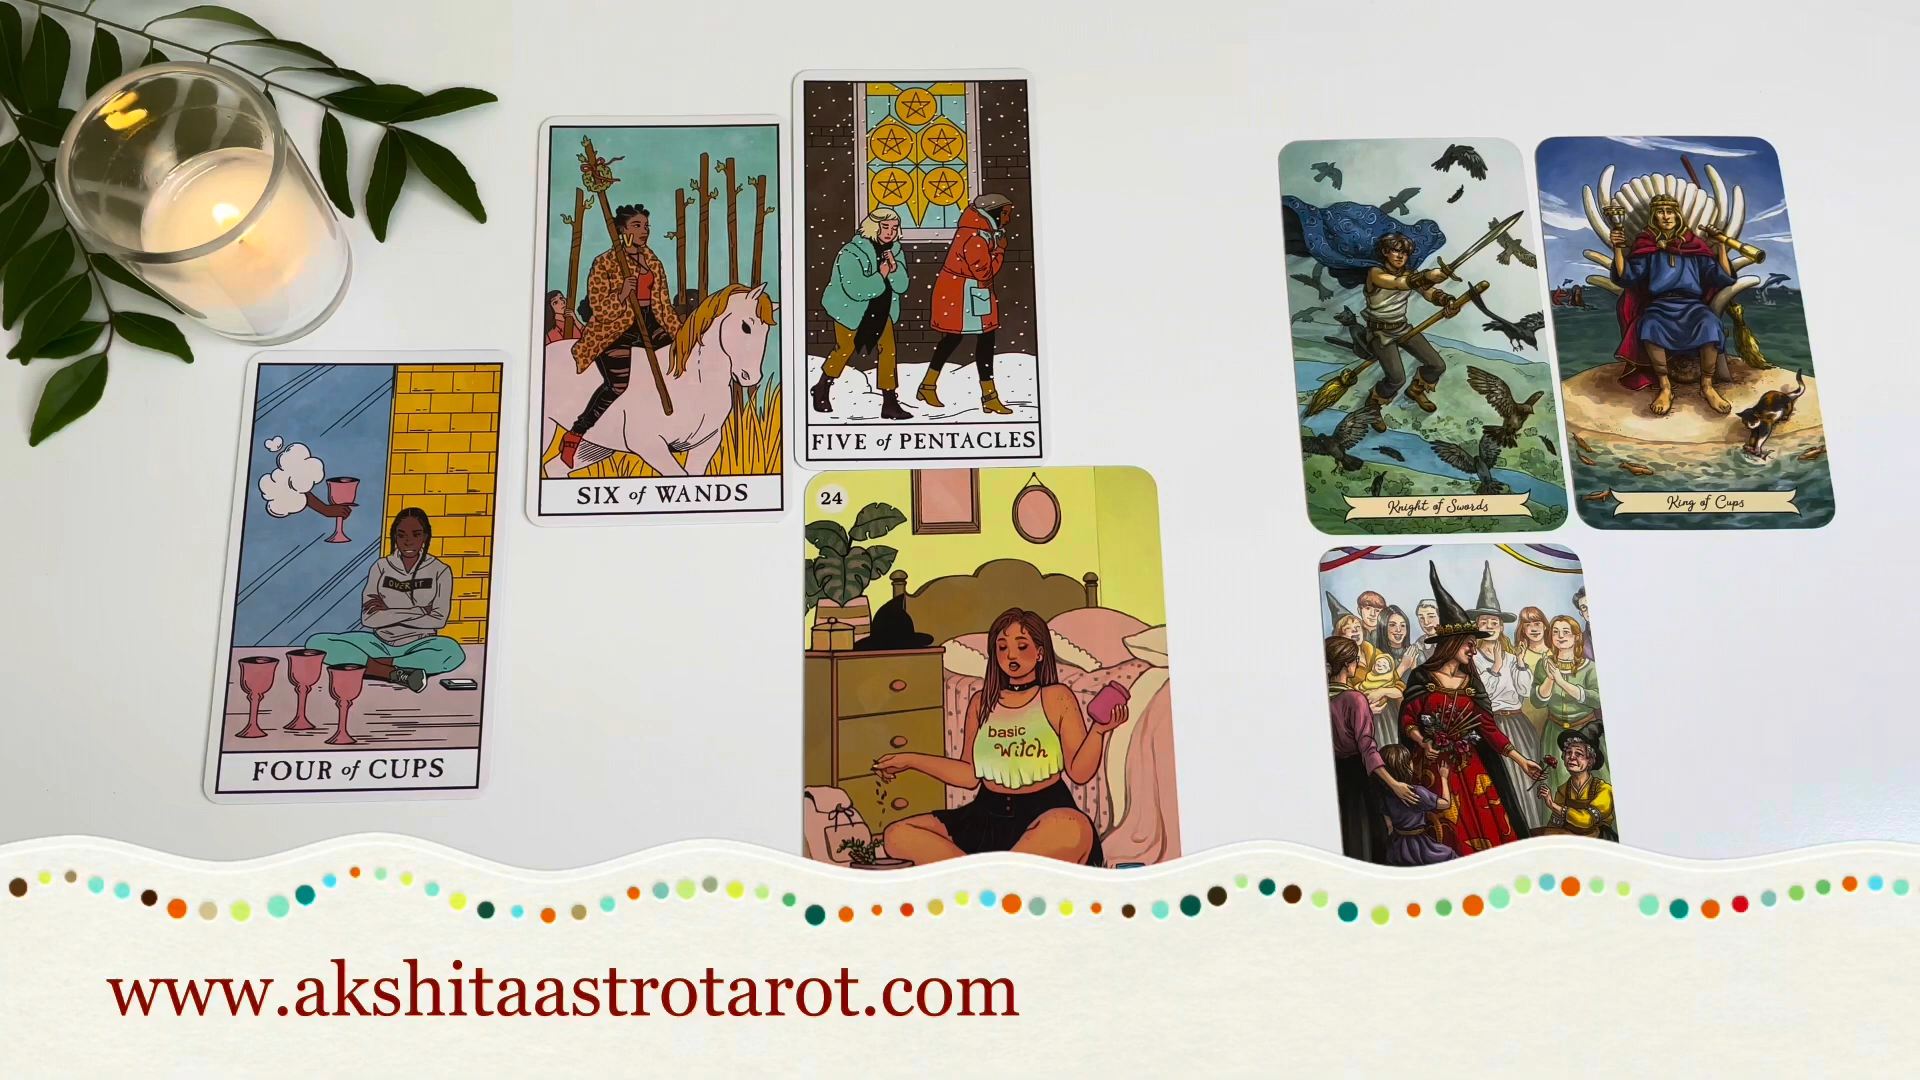 FIVE of PENTACLES
SIX of WANDS
24
Knight of Swords
King of Cups
OVER IT
basic
Witch
FOUR of CUPS
www.akshitaastrotarot.com